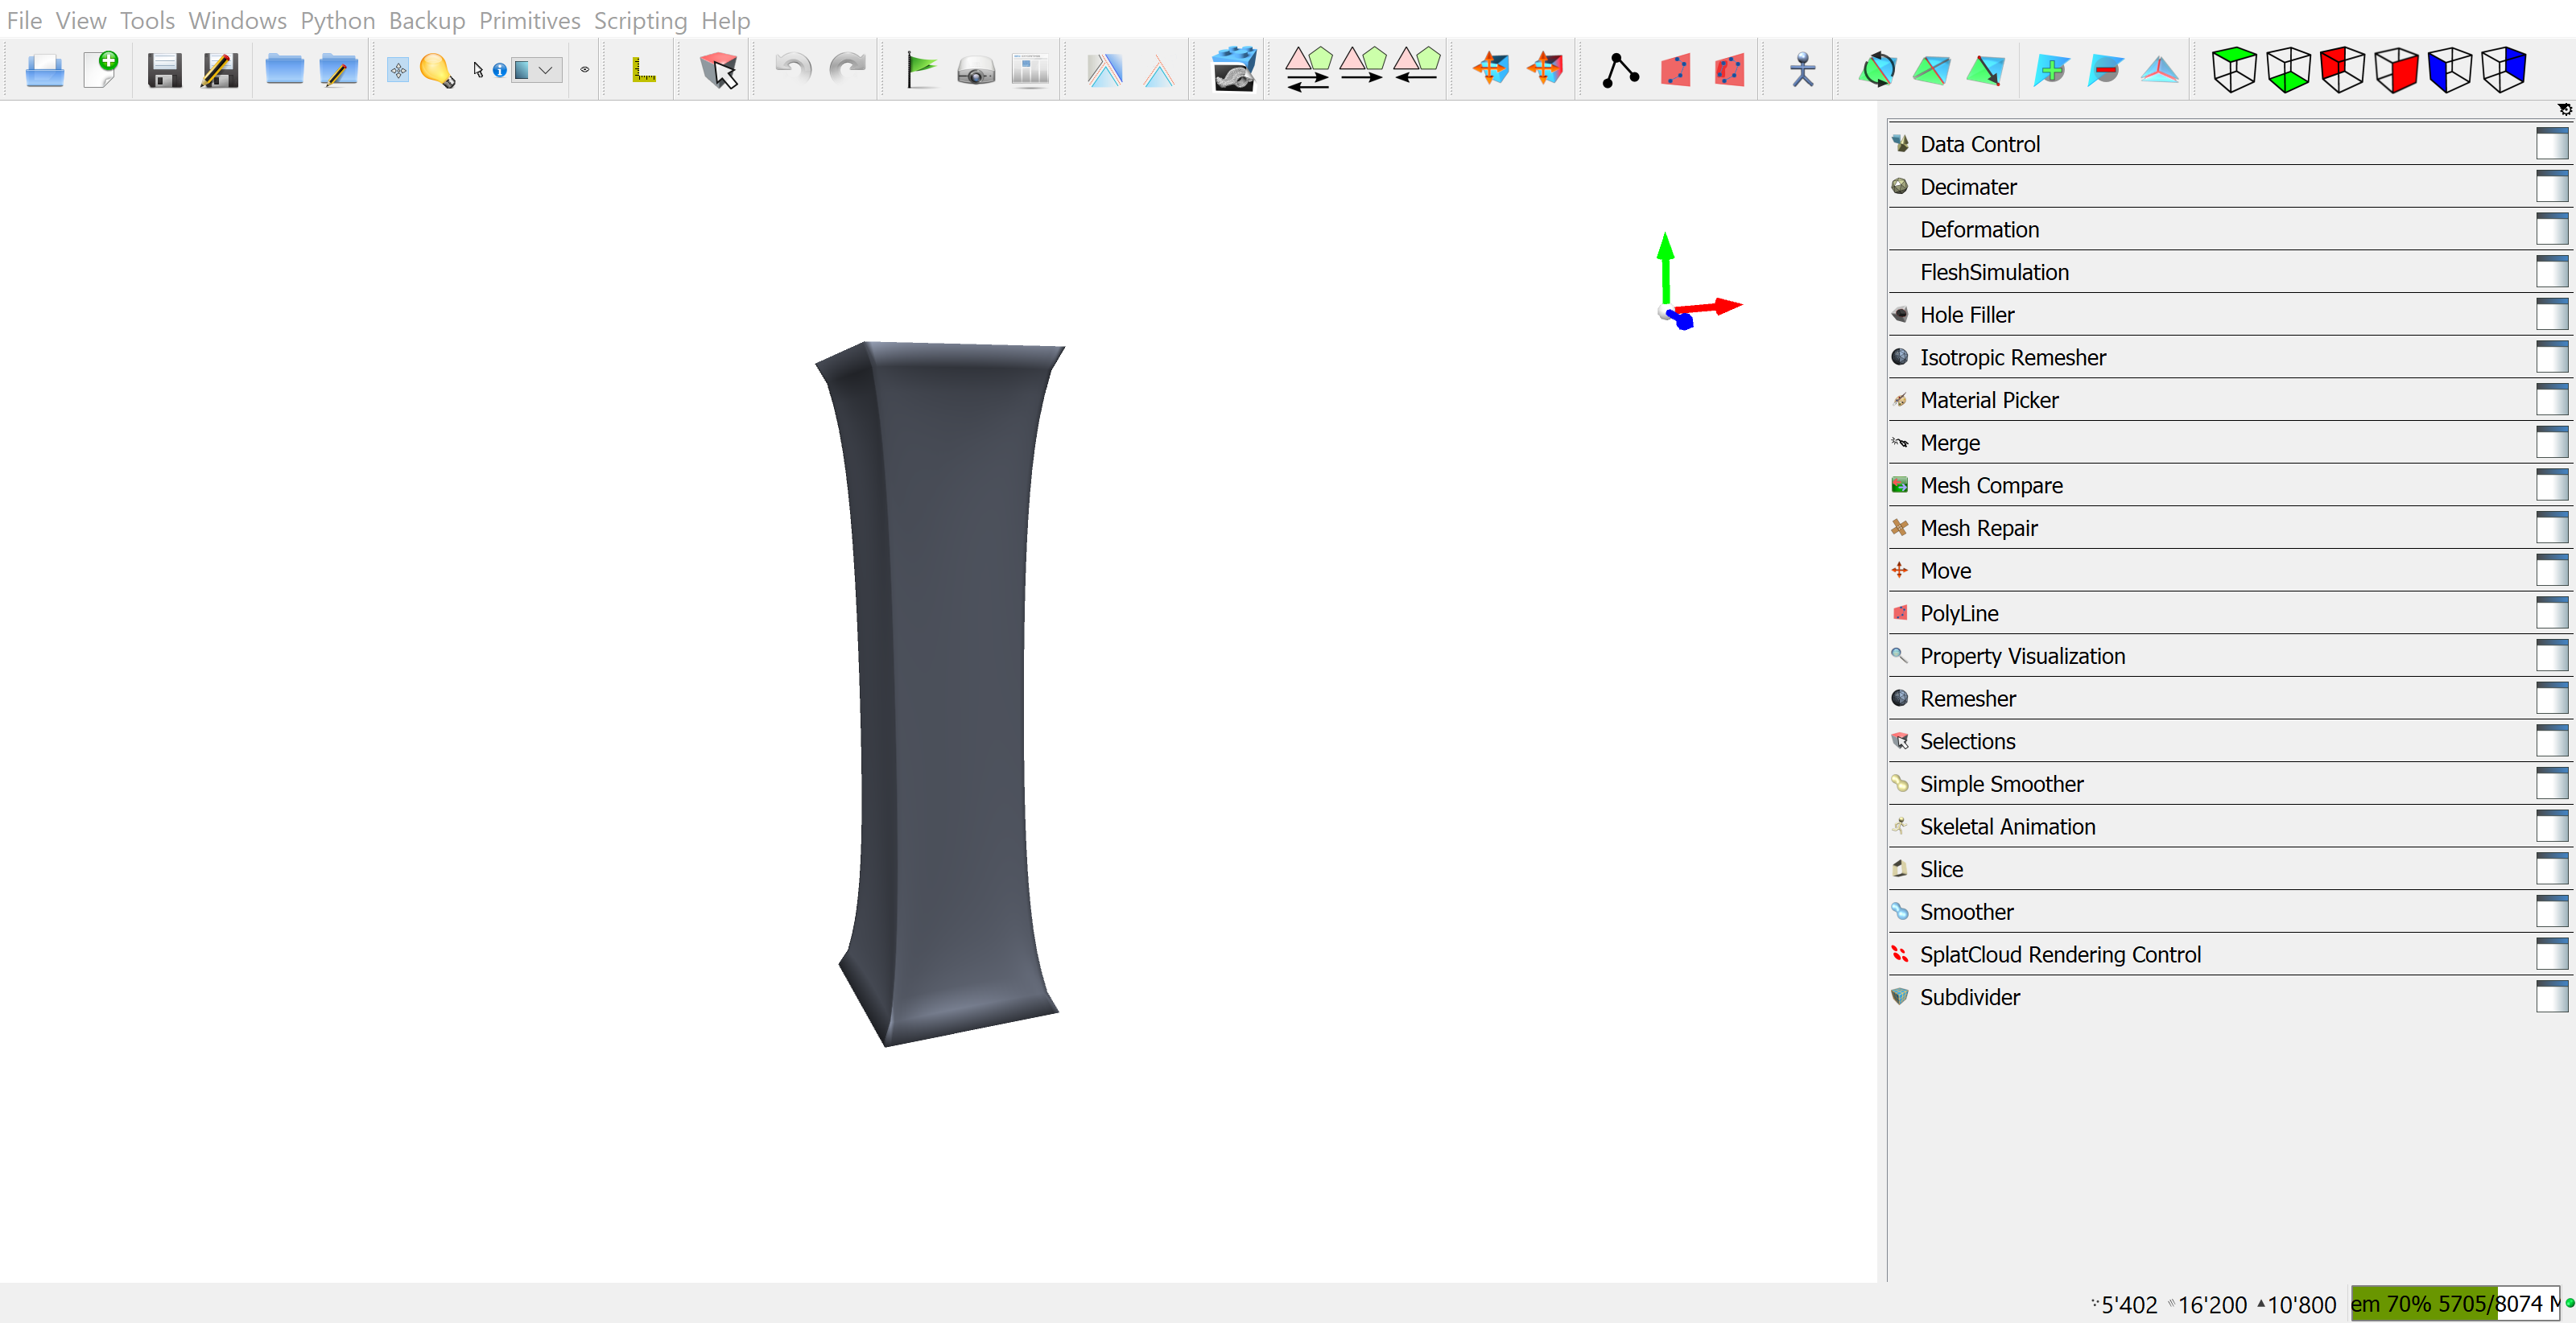 File View Tools Windows Python Backup Primitives Scripting Help
Data Control
Decimater
Deformation
FleshSimulation
Hole Filler
Isotropic Remesher
Material Picker
Merge
Mesh Compare
Mesh Repair
Move
PolyLine
Property Visualization
Remesher
Selections
Simple Smoother
Skeletal Animation
Slice
Smoother
SplatCloud Rendering Control
Subdivider
5'402 16'200 10'800 em 70% 5705/8074 M